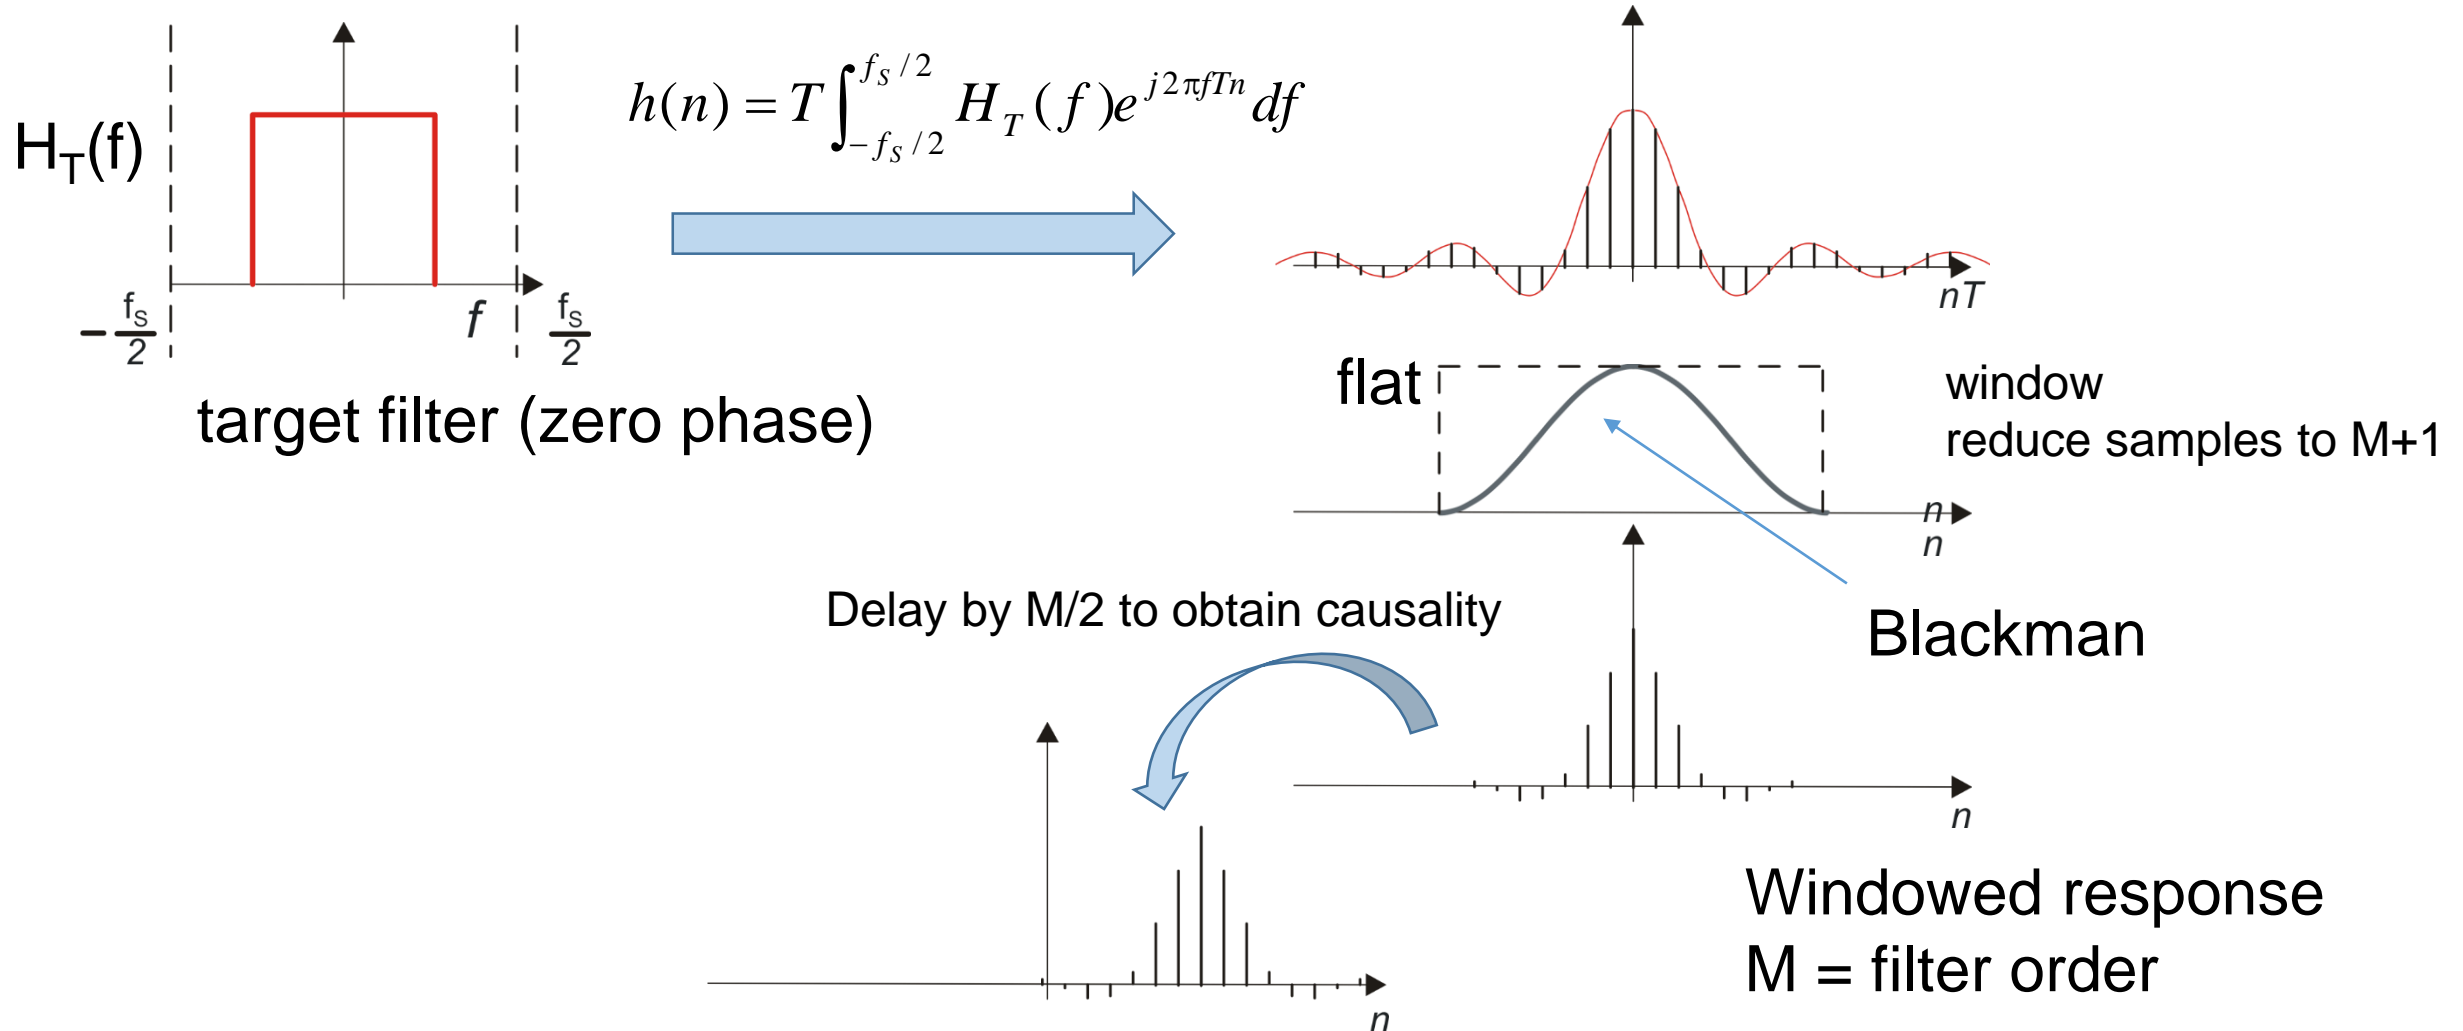 H_T(f)
h(n) = T∫_{-f_S/2}^{f_S/2} H_T(f)e^{j2πfTn} df
nT
-f_S/2
f
f_S/2
target filter (zero phase)
flat
window
reduce samples to M+1
n
n
Delay by M/2 to obtain causality
Blackman
n
Windowed response
M = filter order
n